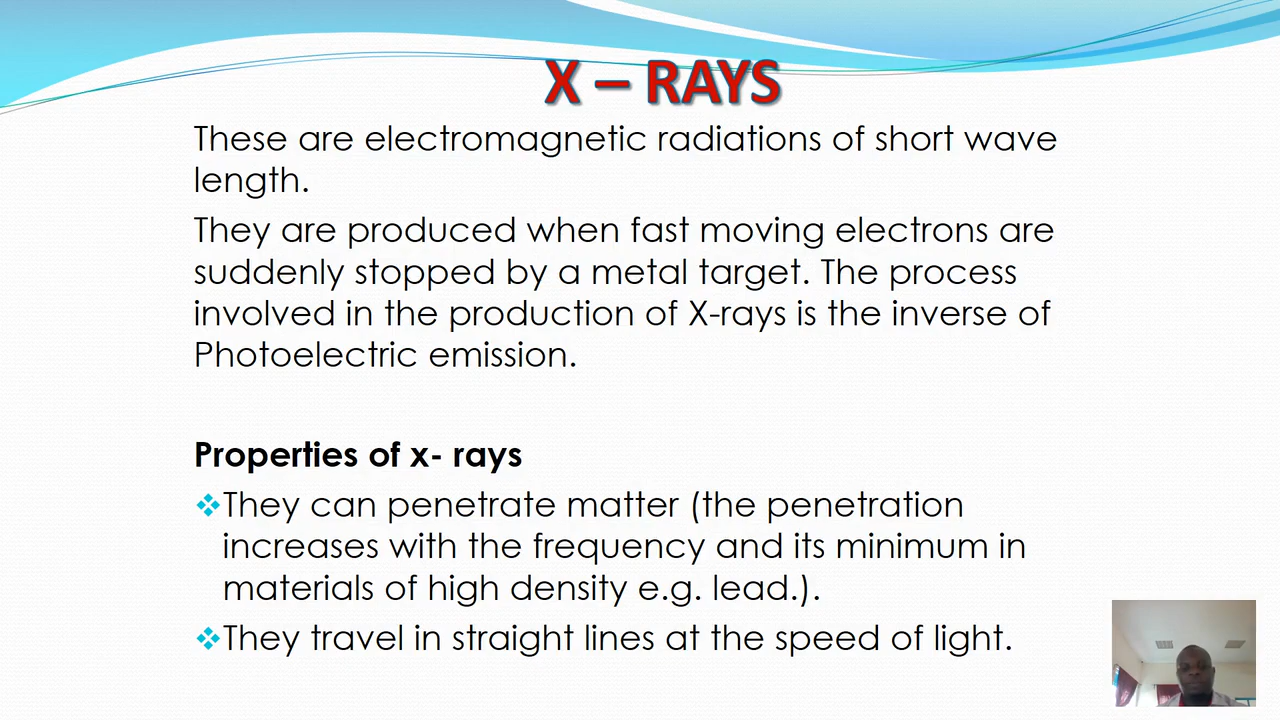 X – RAYS
These are electromagnetic radiations of short wave
length.
They are produced when fast moving electrons are
suddenly stopped by a metal target. The process
involved in the production of X-rays is the inverse of
Photoelectric emission.
Properties of x- rays
❖They can penetrate matter (the penetration
increases with the frequency and its minimum in
materials of high density e.g. lead.).
❖They travel in straight lines at the speed of light.